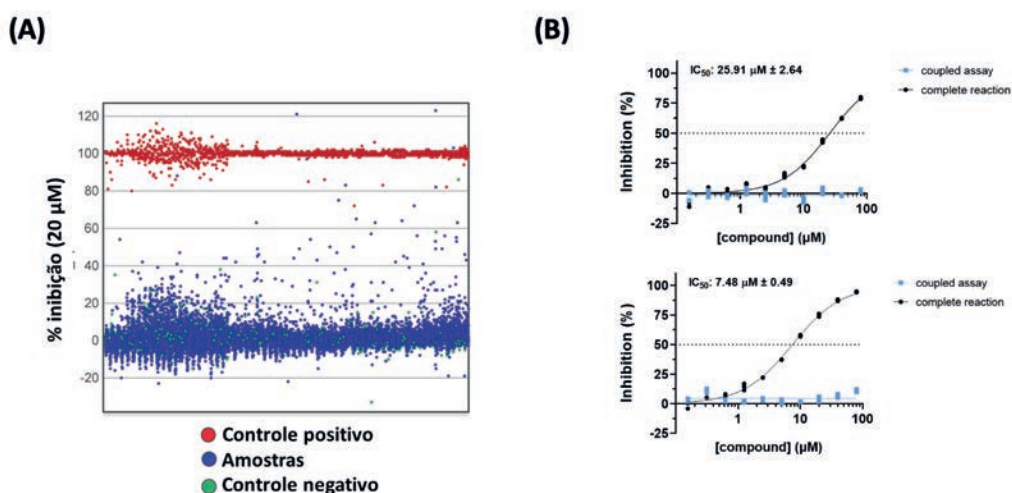 (A)
% inibição (20 µM)
120
100
80
60
40
20
0
-20
Controle positivo
Amostras
Controle negativo
(B)
IC50: 25.91 µM ± 2.64
coupled assay
complete reaction
Inhibition (%)
100
75
50
25
0
-25
1
10
100
[compound] (µM)
IC50: 7.48 µM ± 0.49
coupled assay
complete reaction
Inhibition (%)
100
75
50
25
0
-25
1
10
100
[compound] (µM)